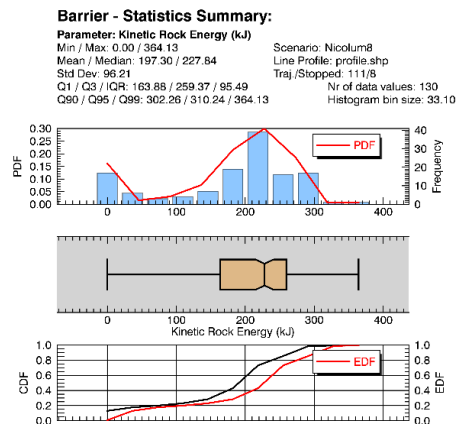 Barrier - Statistics Summary:
Parameter: Kinetic Rock Energy (kJ)
Min / Max: 0.00 / 364.13 Scenario: Nicolum8
Mean / Median: 197.30 / 227.84 Line Profile: profile.shp
Std Dev: 96.21 Traj./Stopped: 111/8
Q1 / Q3 / IQR: 163.88 / 259.37 / 95.49 Nr of data values: 130
Q90 / Q95 / Q99: 302.26 / 310.24 / 364.13 Histogram bin size: 33.10
0.30 40
0.25 PDF 30
0.20
0.15 20
0.10
0.05 10
0.00 0
PDF Frequency
0 100 200 300 400
0 100 200 300 400
Kinetic Rock Energy (kJ)
1.0 1.0
0.8 EDF 0.8
0.6 0.6
0.4 0.4
0.2 0.2
0.0 0.0
CDF EDF